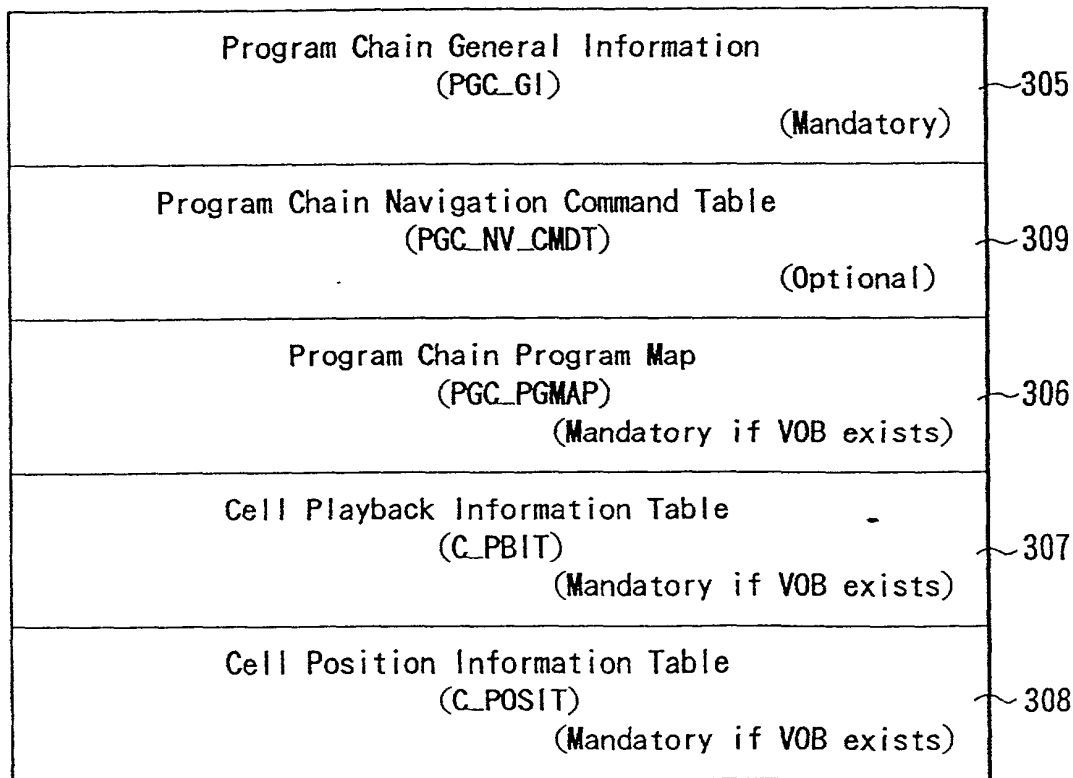 Program Chain General Information
(PGC_GI)
305
(Mandatory)
Program Chain Navigation Command Table
(PGC_NV_CMDT)
309
(Optional)
Program Chain Program Map
(PGC_PGMAP)
306
(Mandatory if VOB exists)
Cell Playback Information Table
(C_PBIT)
307
(Mandatory if VOB exists)
Cell Position Information Table
(C_POSIT)
308
(Mandatory if VOB exists)